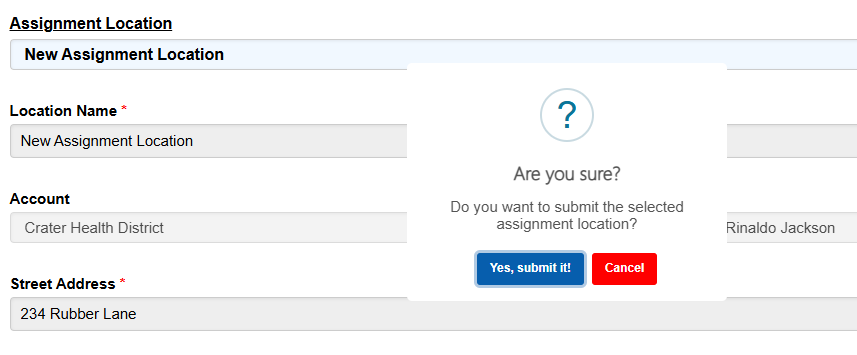 Assignment Location
New Assignment Location
Location Name *
New Assignment Location
Account
Crater Health District
Rinaldo Jackson
Street Address *
234 Rubber Lane
?
Are you sure?
Do you want to submit the selected
assignment location?
Yes, submit it!
Cancel